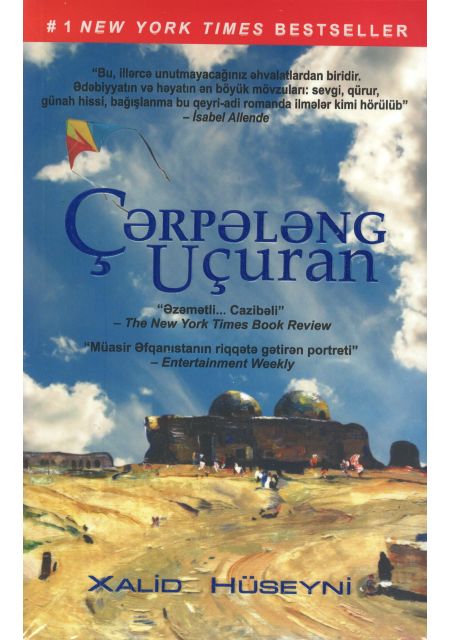 #1 NEW YORK TIMES BESTSELLER
“Bu, illərcə unutmayacağınız əhvalatlardan biridir.
Ədəbiyyatın və həyatın ən böyük mövzuları: sevgi, qürur,
günah hissi, bağışlanma bu qeyri-adi romanda ilmələr kimi hörülüb”
– İsabel Allende
ÇƏRPƏLƏNG
UÇURAN
“Əzəmətli... Cazibəli”
– The New York Times Book Review
“Müasir Əfqanıstanın riqqətə gətirən portreti”
– Entertainment Weekly
XALİD HÜSEYNİ